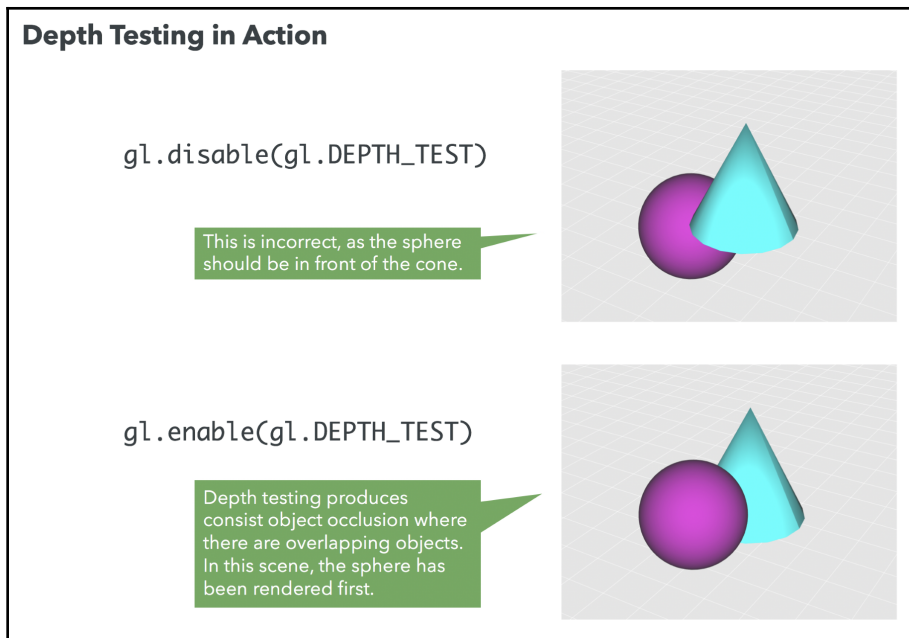 Depth Testing in Action
gl.disable(gl.DEPTH_TEST)
This is incorrect, as the sphere
should be in front of the cone.
gl.enable(gl.DEPTH_TEST)
Depth testing produces
consist object occlusion where
there are overlapping objects.
In this scene, the sphere has
been rendered first.